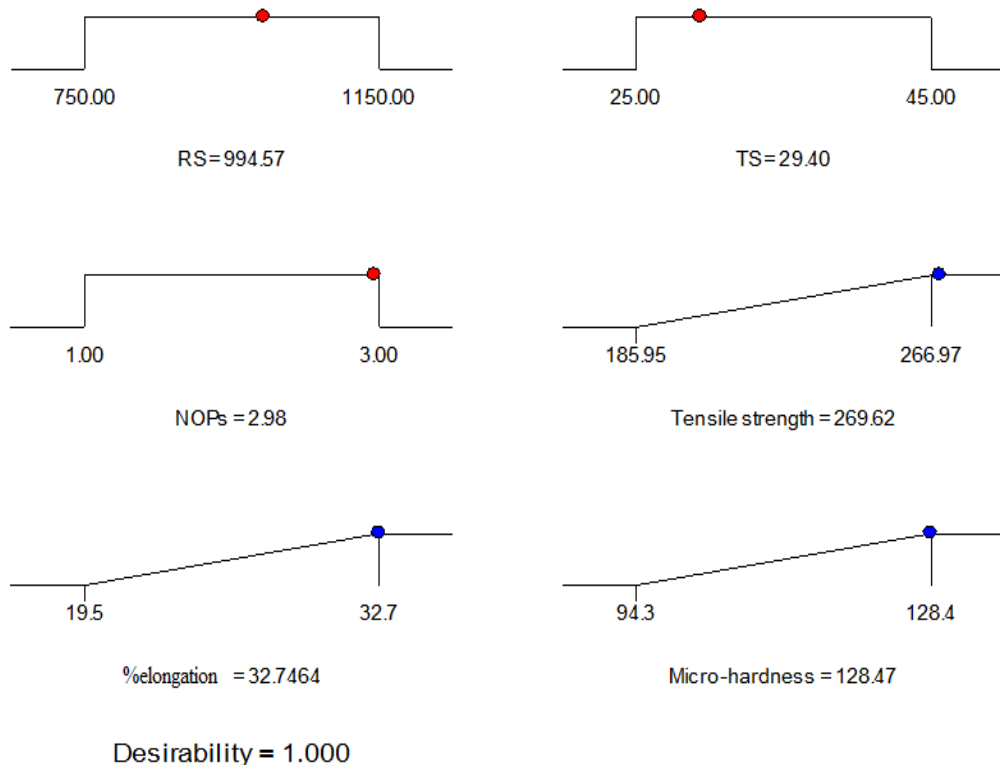 750.00 1150.00
25.00 45.00
RS=994.57
TS=29.40
1.00 3.00
185.95 266.97
NOPs =2.98
Tensile strength =269.62
19.5 32.7
94.3 128.4
%elongation =32.7464
Micro-hardness =128.47
Desirability = 1.000